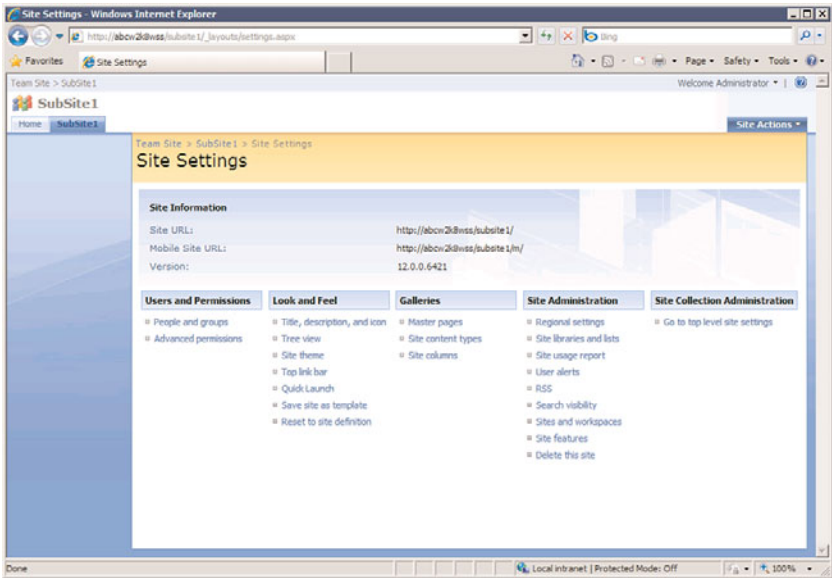 Site Settings - Windows Internet Explorer
http://abcw2k8wss/subsite1/_layouts/settings.aspx
Bing
Favorites Site Settings Page Safety Tools
Team Site > SubSite1 Welcome Administrator
SubSite1
Home SubSite1 Site Actions
Team Site > SubSite1 > Site Settings
Site Settings
Site Information
Site URL: http://abcw2k8wss/subsite1/
Mobile Site URL: http://abcw2k8wss/subsite1/m/
Version: 12.0.0.6421
Users and Permissions
People and groups
Advanced permissions
Look and Feel
Title, description, and icon
Tree view
Site theme
Top link bar
Quick Launch
Save site as template
Reset to site definition
Galleries
Master pages
Site content types
Site columns
Site Administration
Regional settings
Site libraries and lists
Site usage report
User alerts
RSS
Search visibility
Sites and workspaces
Site features
Delete this site
Site Collection Administration
Go to top level site settings
Done Local intranet | Protected Mode: Off 100%